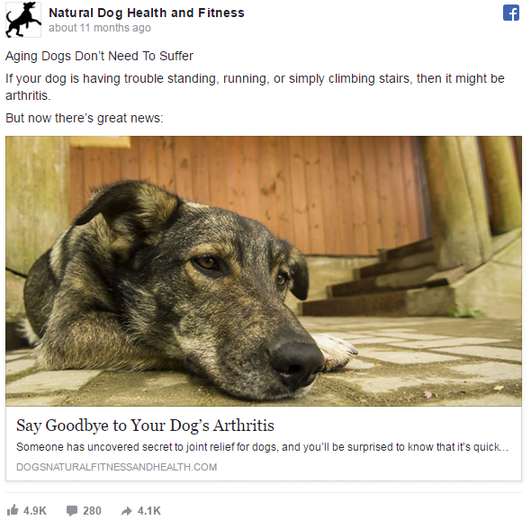 Natural Dog Health and Fitness
about 11 months ago
Aging Dogs Don't Need To Suffer
If your dog is having trouble standing, running, or simply climbing stairs, then it might be
arthritis.
But now there's great news:
Say Goodbye to Your Dog's Arthritis
Someone has uncovered secret to joint relief for dogs, and you'll be surprised to know that it's quick...
DOGSNATURALFITNESSANDHEALTH.COM
4.9K 280 4.1K